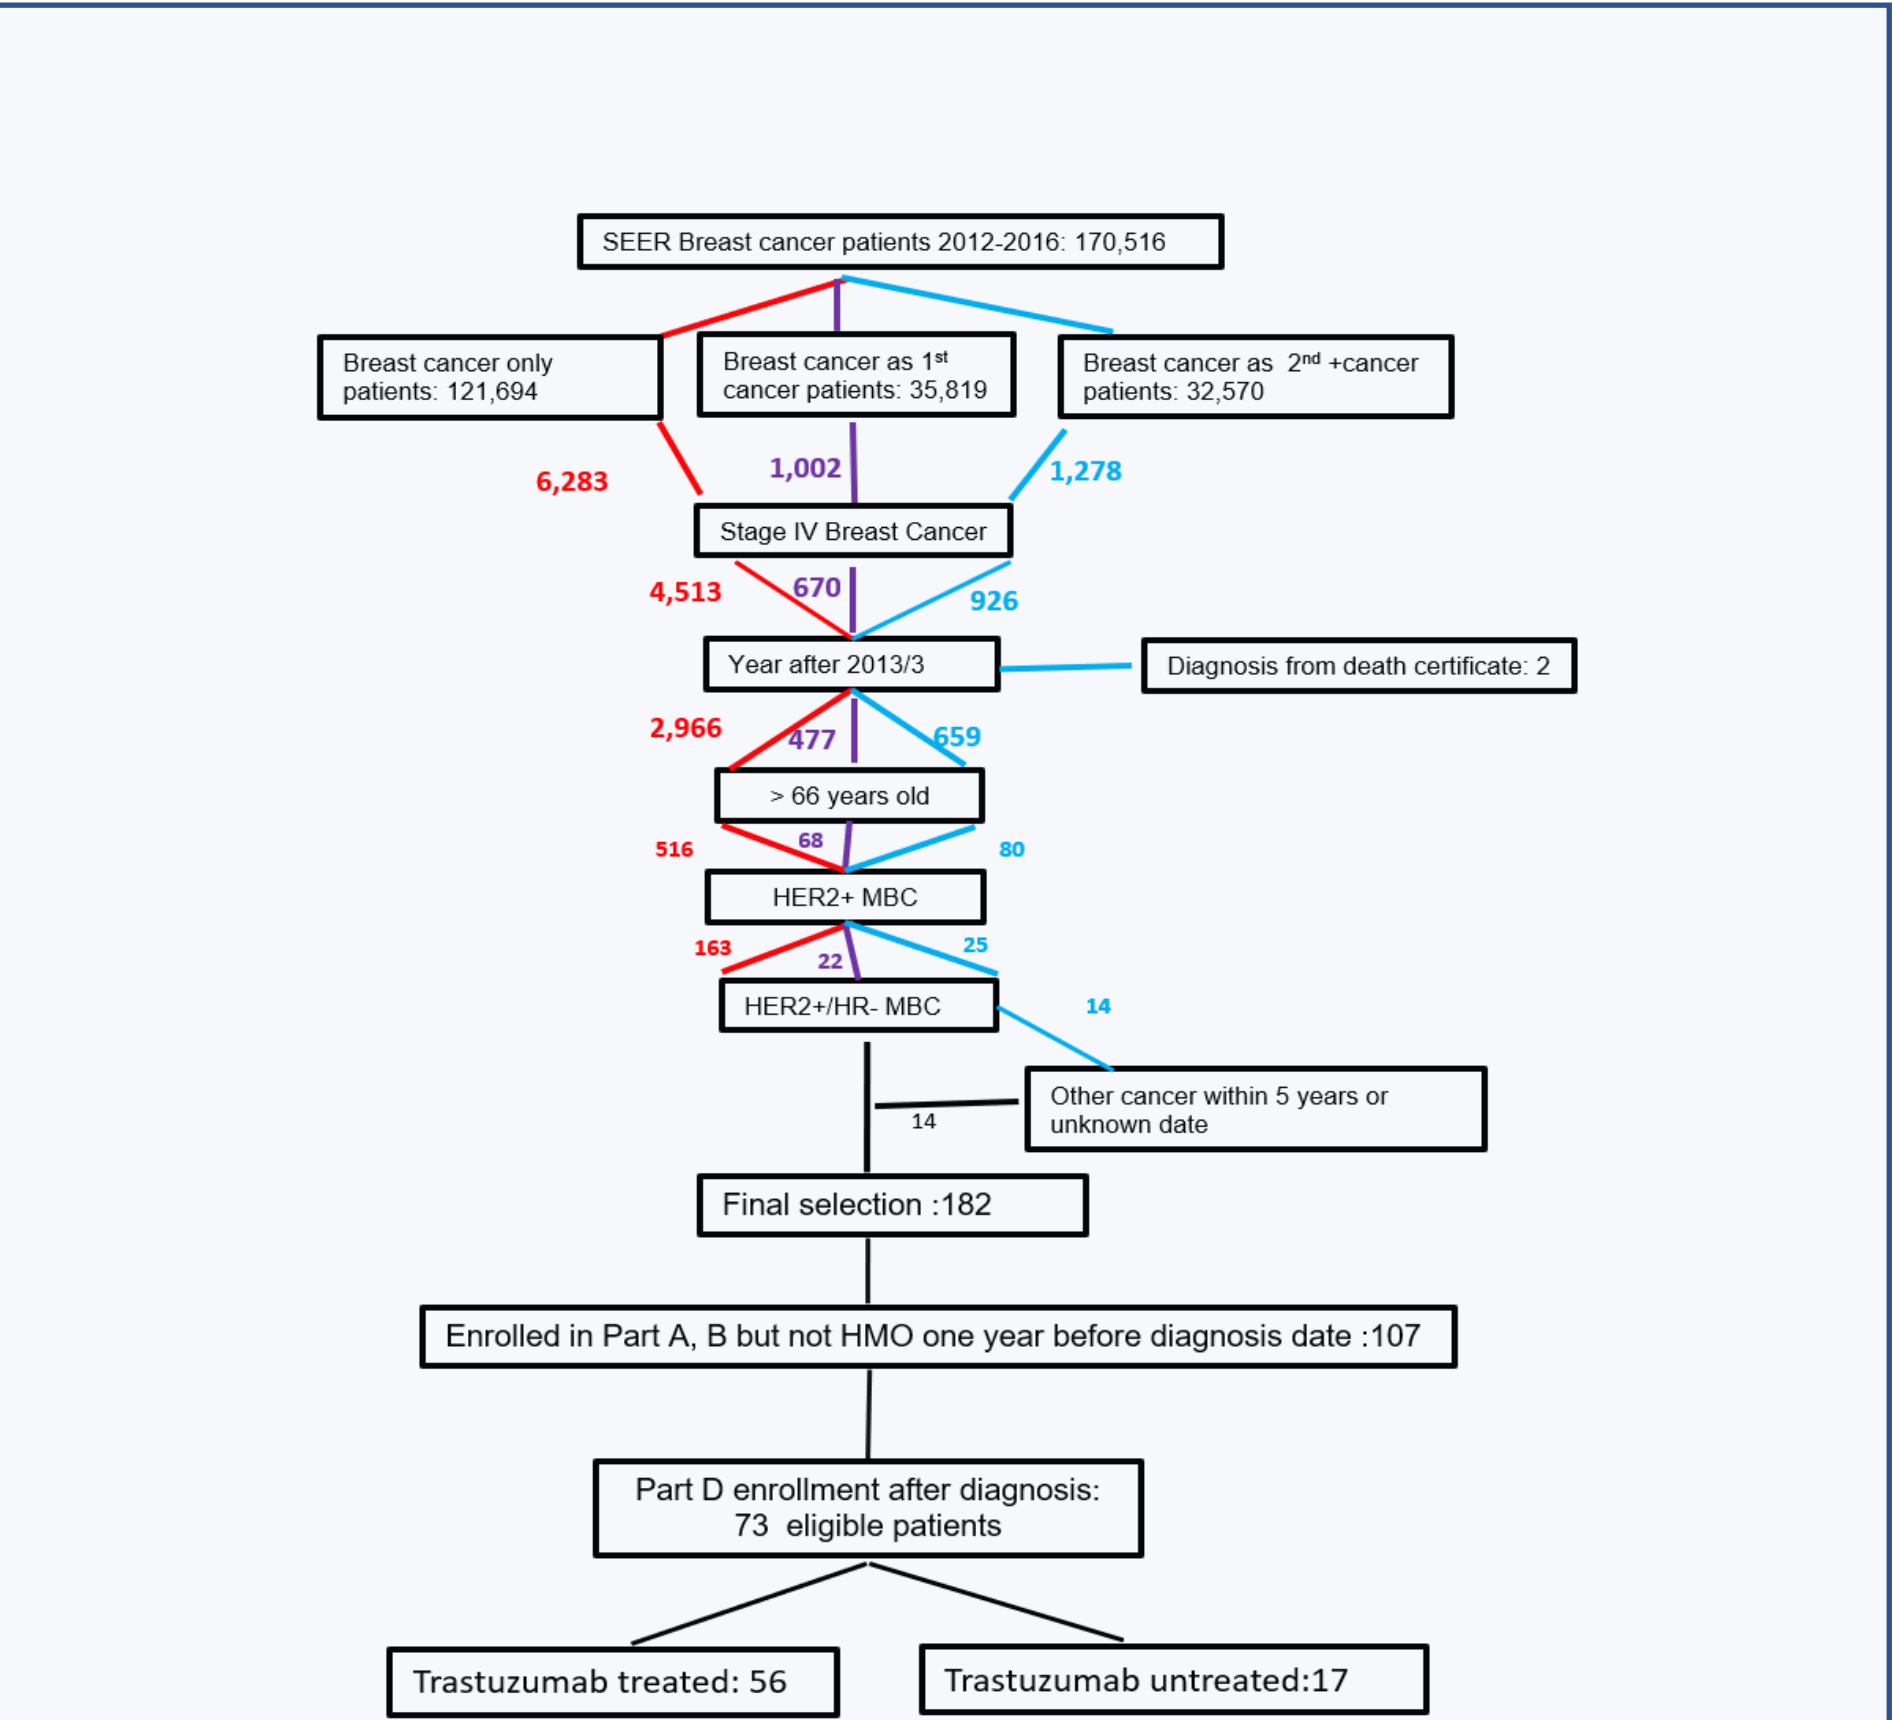 SEER Breast cancer patients 2012-2016: 170,516
Breast cancer only
patients: 121,694
Breast cancer as 1st
cancer patients: 35,819
Breast cancer as 2nd +cancer
patients: 32,570
6,283
1,002
1,278
Stage IV Breast Cancer
4,513
670
926
Year after 2013/3
Diagnosis from death certificate: 2
2,966
477
659
> 66 years old
516
68
80
HER2+ MBC
163
22
25
HER2+/HR- MBC
14
Other cancer within 5 years or
unknown date
14
Final selection :182
Enrolled in Part A, B but not HMO one year before diagnosis date :107
Part D enrollment after diagnosis:
73 eligible patients
Trastuzumab treated: 56
Trastuzumab untreated:17